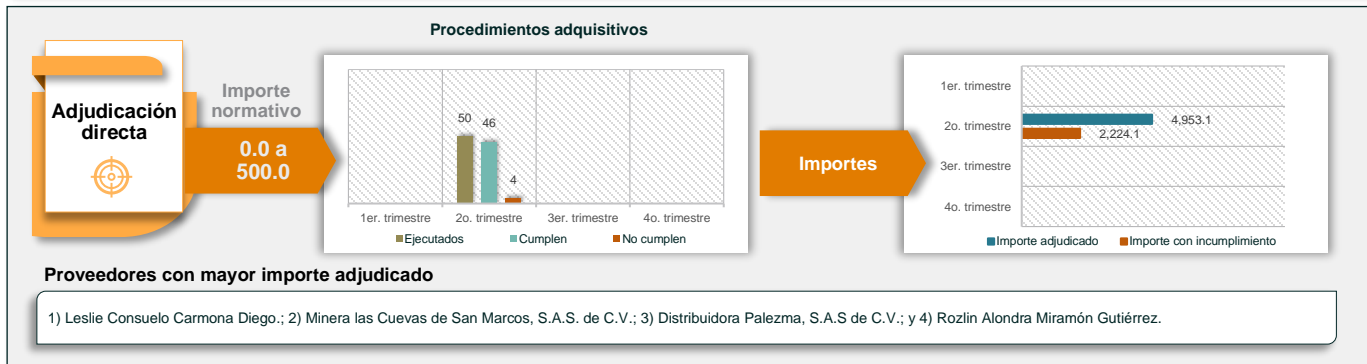 Procedimientos adquisitivos
Adjudicación
directa
Importe
normativo
0.0 a
500.0
50
46
4
1er. trimestre
2o. trimestre
3er. trimestre
4o. trimestre
Ejecutados
Cumplen
No cumplen
Importes
1er. trimestre
2o. trimestre
4,953.1
2,224.1
3er. trimestre
4o. trimestre
Importe adjudicado
Importe con incumplimiento
Proveedores con mayor importe adjudicado
1) Leslie Consuelo Carmona Diego.; 2) Minera las Cuevas de San Marcos, S.A.S. de C.V.; 3) Distribuidora Palezma, S.A.S de C.V.; y 4) Rozlin Alondra Miramón Gutiérrez.